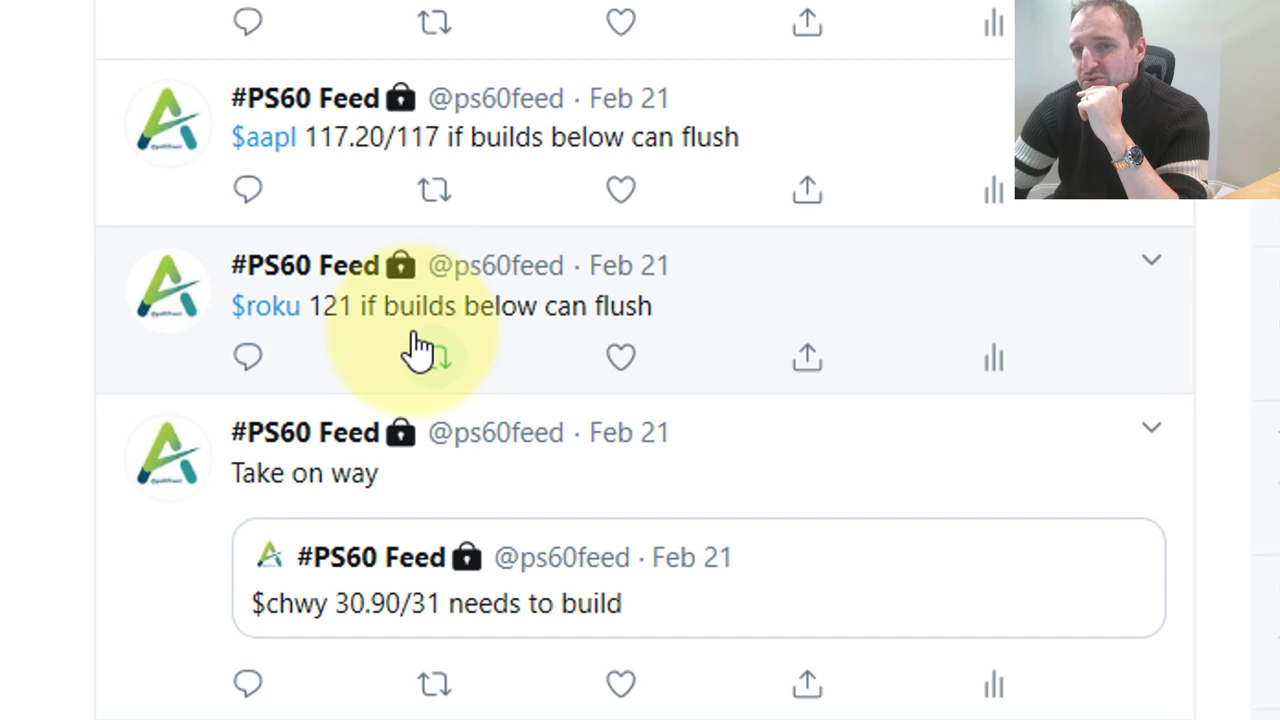 #PS60 Feed @ps60feed · Feb 21
$aapl 117.20/117 if builds below can flush
#PS60 Feed @ps60feed · Feb 21
$roku 121 if builds below can flush
#PS60 Feed @ps60feed · Feb 21
Take on way
#PS60 Feed @ps60feed · Feb 21
$chwy 30.90/31 needs to build